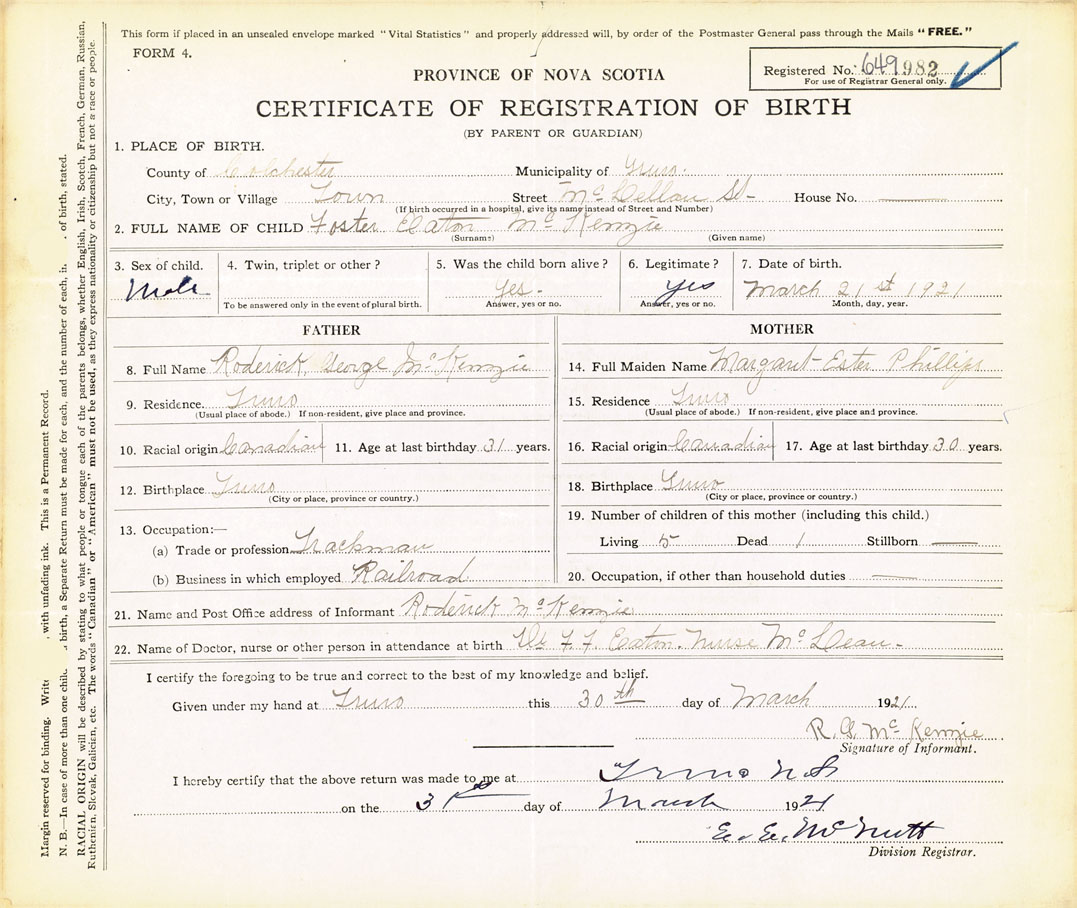 This form if placed in an unsealed envelope marked "Vital Statistics" and properly addressed will, by order of the Postmaster General pass through the Mails "FREE."
FORM 4.
PROVINCE OF NOVA SCOTIA
Registered No. 649982
For use of Registrar General only.
CERTIFICATE OF REGISTRATION OF BIRTH
(BY PARENT OR GUARDIAN)
1. PLACE OF BIRTH.
County of Colchester Municipality of Truro.
City, Town or Village Town Street McClellan St- House No.
(If birth occurred in a hospital, give its name instead of Street and Number)
2. FULL NAME OF CHILD Foster Eaton McKenzie
(Surname) (Given name)
3. Sex of child. 4. Twin, triplet or other? 5. Was the child born alive? 6. Legitimate? 7. Date of birth.
Male yes. yes March 21st 1921
To be answered only in the event of plural birth. Answer, yes or no. Answer, yes or no. Month, day, year.
FATHER MOTHER
8. Full Name Roderick George McKenzie 14. Full Maiden Name Margaret Ester Phillips
9. Residence. Truro 15. Residence Truro
(Usual place of abode.) If non-resident, give place and province. (Usual place of abode.) If non-resident, give place and province.
10. Racial origin Canadian 11. Age at last birthday 31 years. 16. Racial origin Canadian 17. Age at last birthday 30 years.
12. Birthplace Truro 18. Birthplace Truro
(City or place, province or country.) (City or place, province or country.)
13. Occupation:— 19. Number of children of this mother (including this child.)
(a) Trade or profession Trackman Living 5 Dead 1 Stillborn
(b) Business in which employed Railroad 20. Occupation, if other than household duties
21. Name and Post Office address of Informant Roderick McKenzie
22. Name of Doctor, nurse or other person in attendance at birth Dr F. F. Eaton. Nurse McLean.
I certify the foregoing to be true and correct to the best of my knowledge and belief.
Given under my hand at Truro this 30th day of March 1921.
R. G. McKenzie
Signature of Informant.
I hereby certify that the above return was made to me at Truro N.S.
on the day of March 1921
E. E. McNutt
Division Registrar.
Margin reserved for binding. with unfading ink. This is a Permanent Record.
N. B.—In case of more than one birth, a Separate Return must be made for each, and the number of each, in of birth, stated.
RACIAL ORIGIN will be described by stating to what people or tongue each of the parents belongs, whether English, Irish, Scotch, French, German, Russian,
Ruthenian, Slovak, Galician, etc. The words "Canadian" or "American" must not be used, as they express nationality or citizenship but not a race or people.